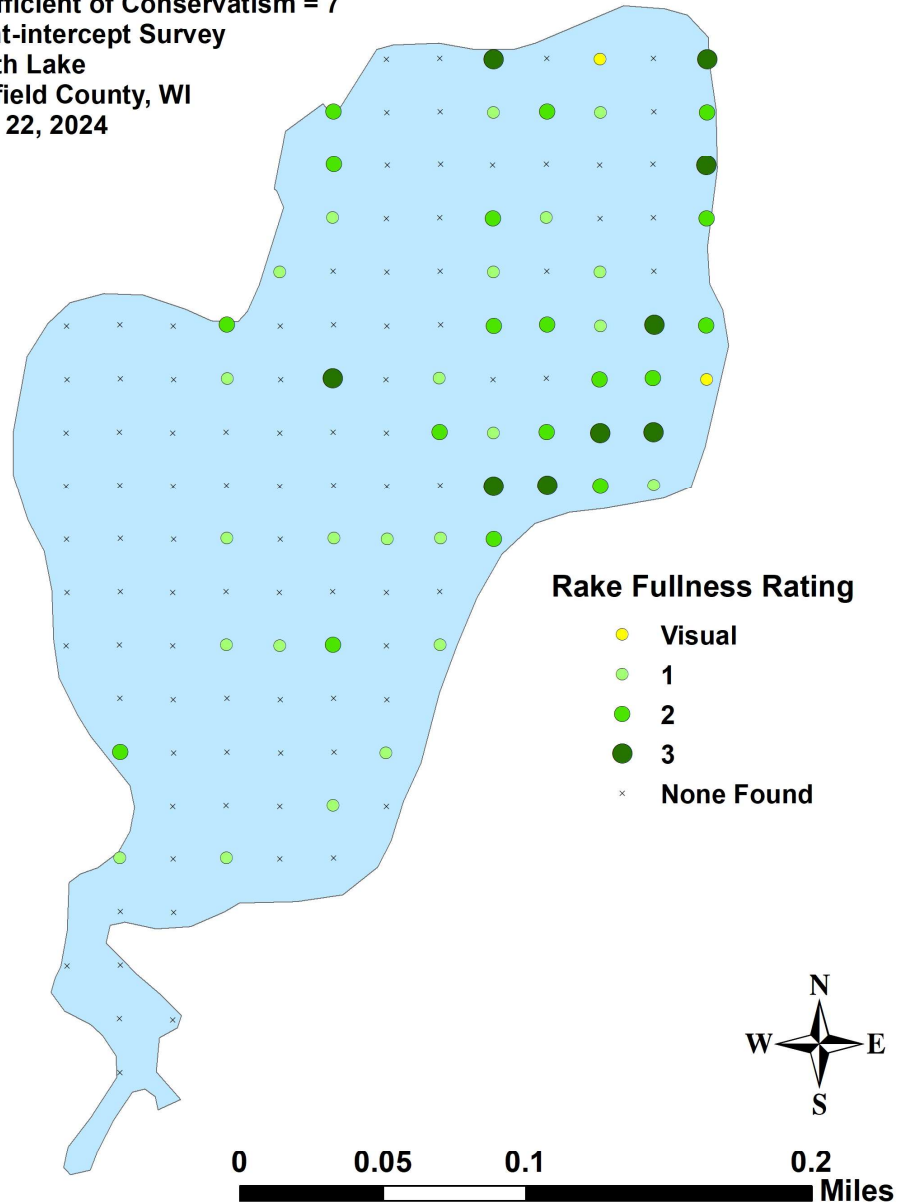 fficient of Conservatism = 7
t-intercept Survey
th Lake
field County, WI
22, 2024
Rake Fullness Rating
Visual
1
2
3
None Found
N
W E
S
0 0.05 0.1 0.2
Miles